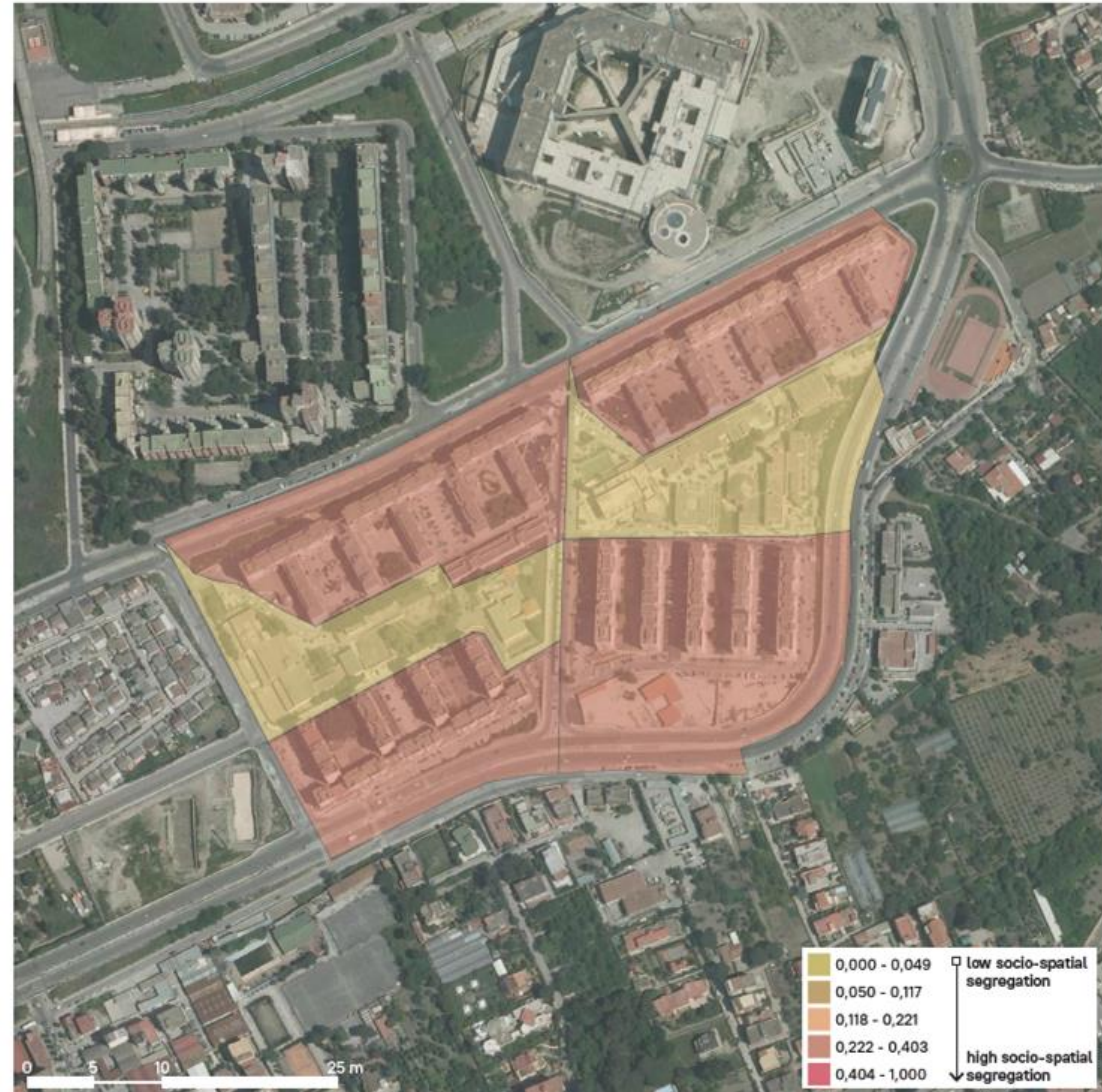 0,000 - 0,049
0,050 - 0,117
0,118 - 0,221
0,222 - 0,403
0,404 - 1,000
low socio-spatial
segregation
high socio-spatial
segregation
0 5 10 25 m